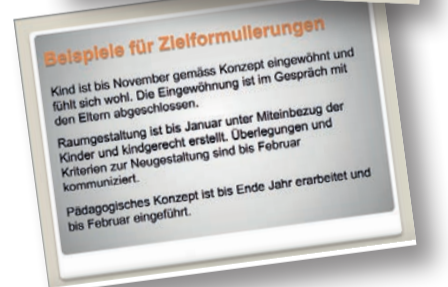 Beispiele für Zielformulierungen
Kind ist bis November gemäss Konzept eingewöhnt und
fühlt sich wohl. Die Eingewöhnung ist im Gespräch mit
den Eltern abgeschlossen.
Raumgestaltung ist bis Januar unter Miteinbezug der
Kinder und kindgerecht erstellt. Überlegungen und
Kriterien zur Neugestaltung sind bis Februar
kommuniziert.
Pädagogisches Konzept ist bis Ende Jahr erarbeitet und
bis Februar eingeführt.